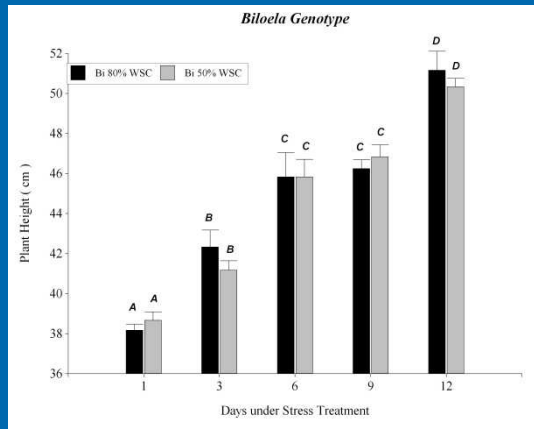 Biloela Genotype
Bi 80% WSC
Bi 50% WSC
Plant Height ( cm )
52
50
48
46
44
42
40
38
36
A
A
B
B
C
C
C
C
D
D
1
3
6
9
12
Days under Stress Treatment